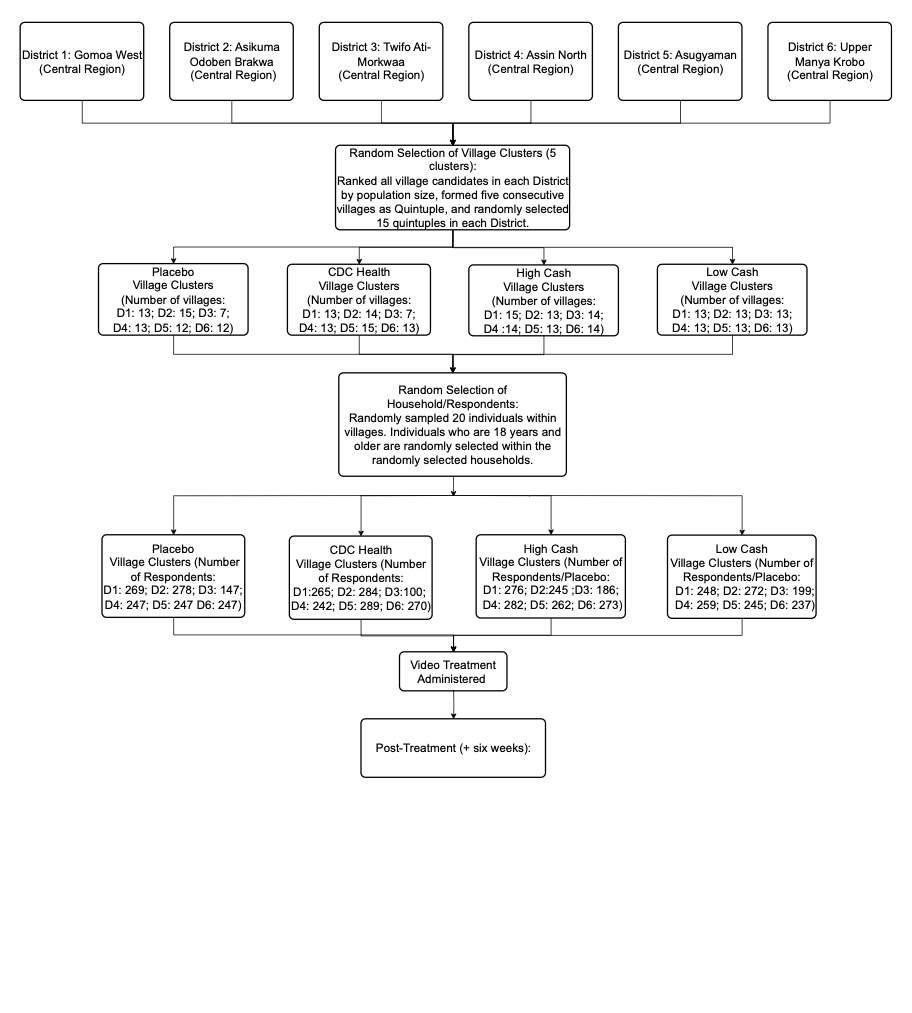 District 1: Gomoa West
(Central Region)
District 2: Asikuma
Odoben Brakwa
(Central Region)
District 3: Twifo Ati-
Morkwaa
(Central Region)
District 4: Assin North
(Central Region)
District 5: Asugyaman
(Central Region)
District 6: Upper
Manya Krobo
(Central Region)
Random Selection of Village Clusters (5
clusters):
Ranked all village candidates in each District
by population size, formed five consecutive
villages as Quintuple, and randomly selected
15 quintuples in each District.
Placebo
Village Clusters
(Number of villages:
D1: 13; D2: 15; D3: 7;
D4: 13; D5: 12; D6: 12)
CDC Health
Village Clusters
(Number of villages:
D1: 13; D2: 14; D3: 7;
D4: 13; D5: 15; D6: 13)
High Cash
Village Clusters
(Number of villages:
D1: 15; D2: 13; D3: 14;
D4 :14; D5: 13; D6: 14)
Low Cash
Village Clusters
(Number of villages:
D1: 13; D2: 13; D3: 13;
D4: 13; D5: 13; D6: 13)
Random Selection of
Household/Respondents:
Randomly sampled 20 individuals within
villages. Individuals who are 18 years and
older are randomly selected within the
randomly selected households.
Placebo
Village Clusters (Number
of Respondents:
D1: 269; D2: 278; D3: 147;
D4: 247; D5: 247 D6: 247)
CDC Health
Village Clusters (Number
of Respondents:
D1:265; D2: 284; D3:100;
D4: 242; D5: 289; D6: 270)
High Cash
Village Clusters (Number of
Respondents/Placebo:
D1: 276; D2:245 ;D3: 186;
D4: 282; D5: 262; D6: 273)
Low Cash
Village Clusters (Number of
Respondents/Placebo:
D1: 248; D2: 272; D3: 199;
D4: 259; D5: 245; D6: 237)
Video Treatment
Administered
Post-Treatment (+ six weeks):